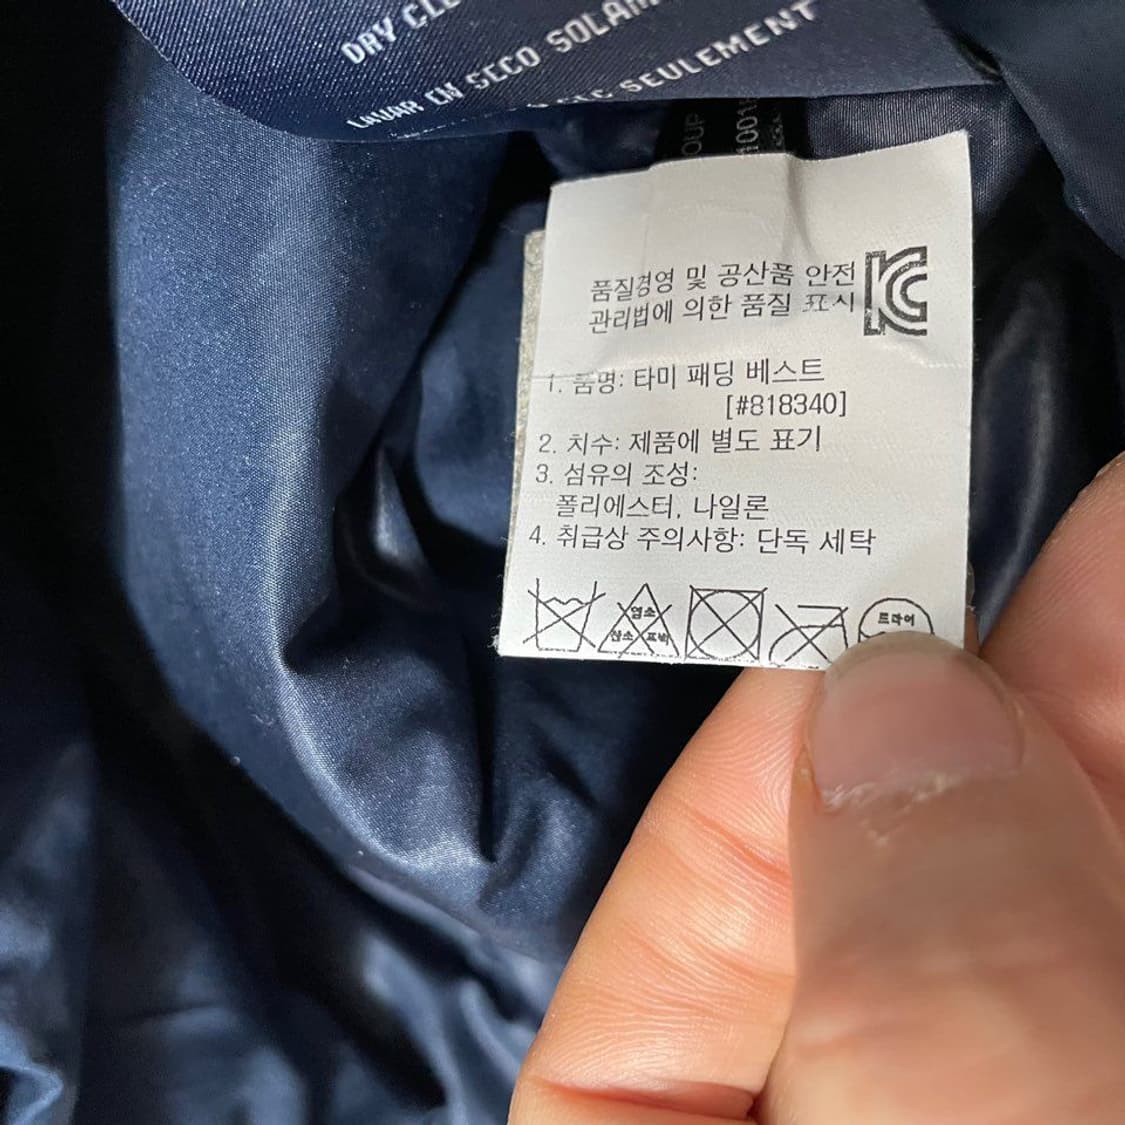 DRY CLE
LAVAR EN SECO SOLAM
SEC SEULEMENT
OUP
1001
품질경영 및 공산품 안전
관리법에 의한 품질 표시
1. 품명: 타미 패딩 베스트
[#818340]
2. 치수: 제품에 별도 표기
3. 섬유의 조성:
폴리에스터, 나일론
4. 취급상 주의사항: 단독 세탁
염소
산소 표백
드라이